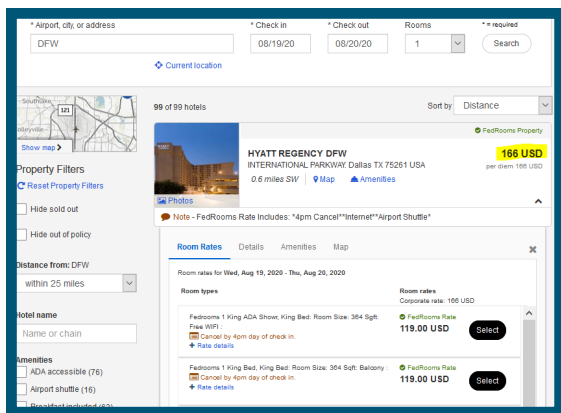 * Airport, city, or address
* Check in
* Check out
Rooms
* = required
DFW
08/19/20
08/20/20
1
Search
Current location
Southlake
121
olleyville
Show map
99 of 99 hotels
Sort by
Distance
FedRooms Property
HYATT REGENCY DFW
INTERNATIONAL PARKWAY. Dallas TX 75261 USA
0.6 miles SW
Map
Amenities
166 USD
per diem 166 USD
Photos
Note - FedRooms Rate Includes: *4pm Cancel**Internet**Airport Shuttle*
Property Filters
Reset Property Filters
Hide sold out
Hide out of policy
Distance from: DFW
within 25 miles
Hotel name
Name or chain
Amenities
ADA accessible (76)
Airport shuttle (16)
Breakfast included (62)
Room Rates
Details
Amenities
Map
Room rates for Wed, Aug 19, 2020 - Thu, Aug 20, 2020
Room types
Room rates
Corporate rate: 166 USD
Fedrooms 1 King ADA Showr, King Bed: Room Size: 364 Sqft:
Free WIFI :
Cancel by 4pm day of check in.
+ Rate details
FedRooms Rate
119.00 USD
Select
Fedrooms 1 King Bed, King Bed: Room Size: 364 Sqft: Balcony :
Cancel by 4pm day of check in.
+ Rate details
FedRooms Rate
119.00 USD
Select